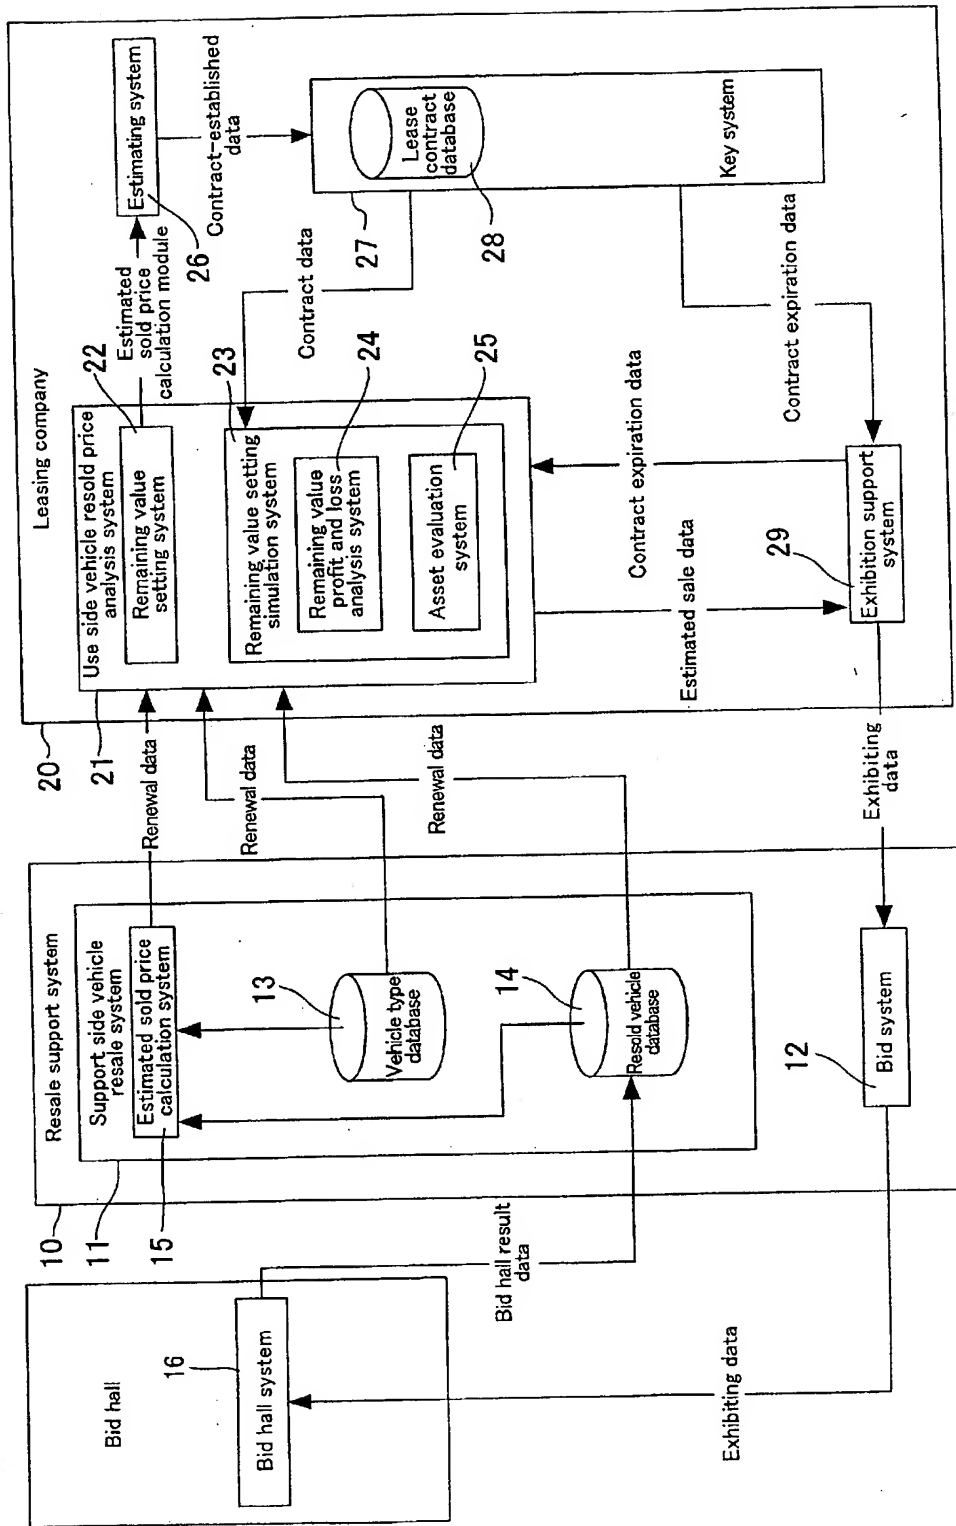 Bid hall
16
Bid hall system
Bid hall result
data
Exhibiting data
10
Resale support system
11
Support side vehicle
resale system
15
Estimated sold price
calculation system
13
Vehicle type
database
14
Resold vehicle
database
12
Bid system
Renewal data
Renewal data
Renewal data
Exhibiting
data
20
Leasing company
21
Use side vehicle resold price
analysis system
22
Remaining value
setting system
23
Remaining value setting
simulation system
24
Remaining value
profit and loss
analysis system
25
Asset evaluation
system
Estimated
sold price
calculation module
26
Estimating system
Contract-established
data
27
Lease
contract
database
28
Key system
Contract data
Contract expiration data
Contract expiration data
Estimated sale data
29
Exhibition support
system